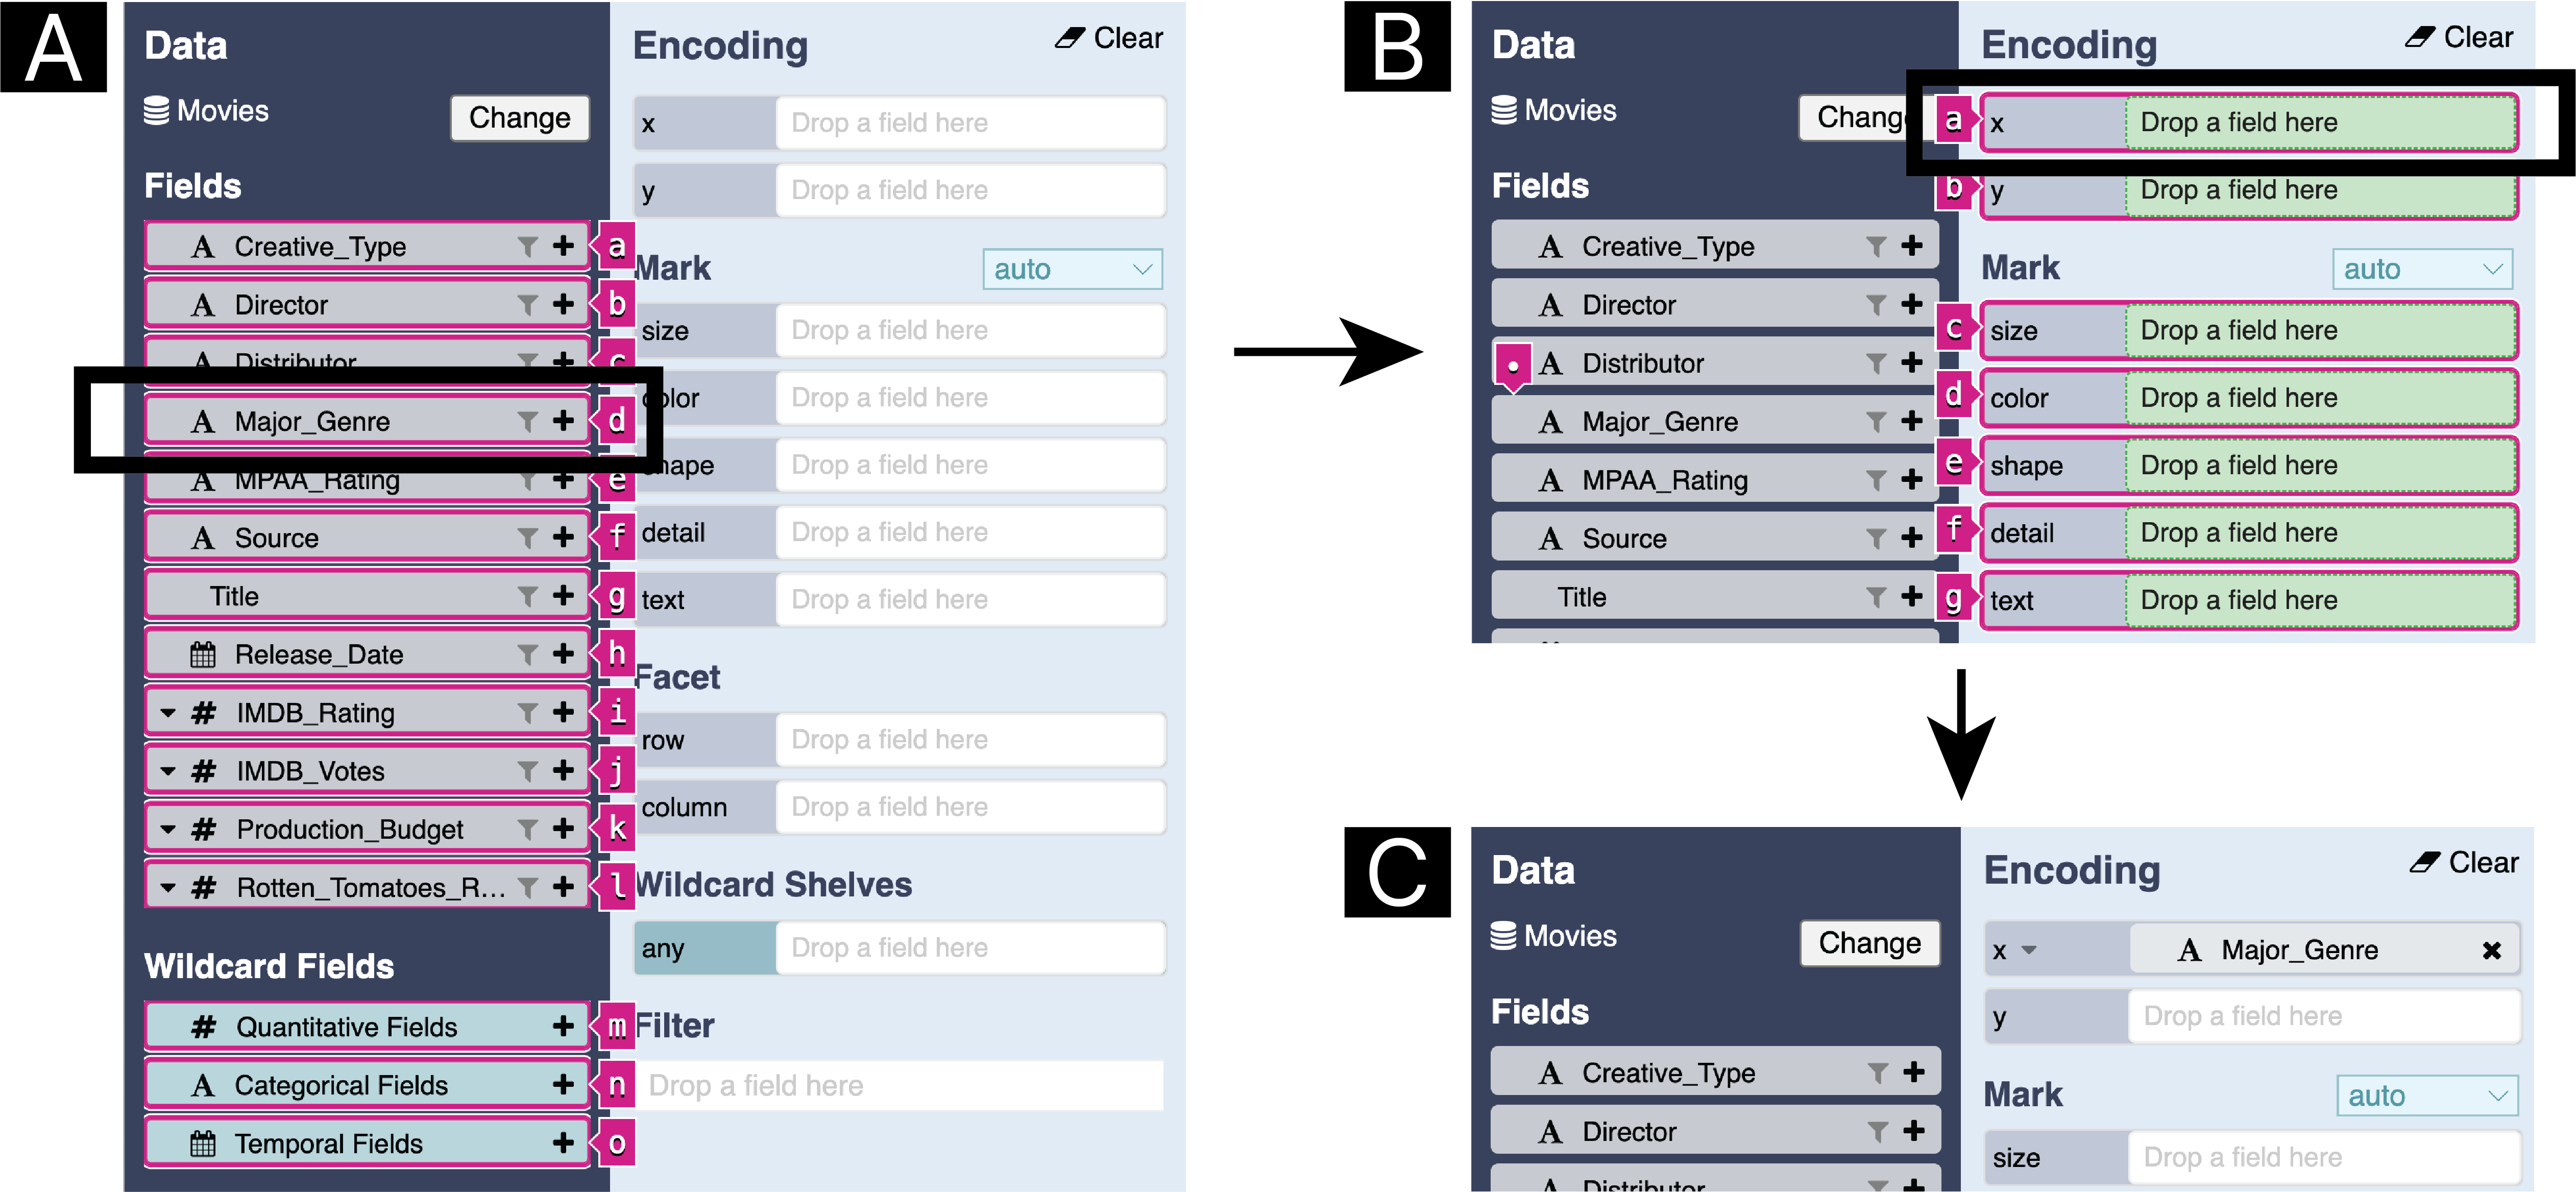 A
Data
Movies
Change
Fields
A Creative_Type + a
A Director + b
A Distributor + c
A Major_Genre + d
A MPAA_Rating + e
A Source + f
Title + g
Release_Date + h
# IMDB_Rating + i
# IMDB_Votes + j
# Production_Budget + k
# Rotten_Tomatoes_R... + l
Wildcard Fields
# Quantitative Fields + m
A Categorical Fields + n
Temporal Fields + o
Encoding
Clear
x Drop a field here
y Drop a field here
Mark auto
size Drop a field here
color Drop a field here
shape Drop a field here
detail Drop a field here
text Drop a field here
Facet
row Drop a field here
column Drop a field here
Wildcard Shelves
any Drop a field here
Filter
Drop a field here
B
Data
Movies
Chang
Fields
A Creative_Type +
A Director +
A Distributor +
A Major_Genre +
A MPAA_Rating +
A Source +
Title +
Encoding
Clear
a x Drop a field here
b y Drop a field here
Mark auto
c size Drop a field here
d color Drop a field here
e shape Drop a field here
f detail Drop a field here
g text Drop a field here
C
Data
Movies
Change
Fields
A Creative_Type +
A Director +
A Distributor +
Encoding
Clear
x A Major_Genre ✖
y Drop a field here
Mark auto
size Drop a field here